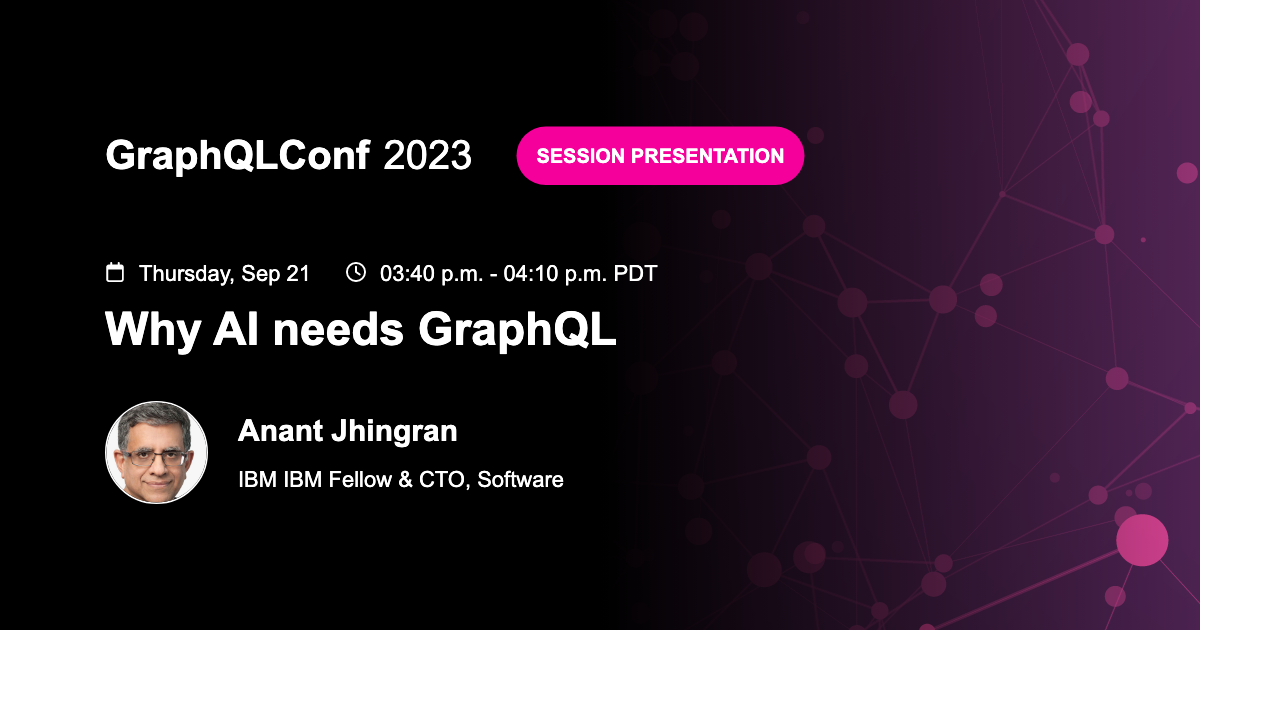 GraphQLConf 2023
SESSION PRESENTATION
Thursday, Sep 21
03:40 p.m. - 04:10 p.m. PDT
Why AI needs GraphQL
Anant Jhingran
IBM IBM Fellow & CTO, Software